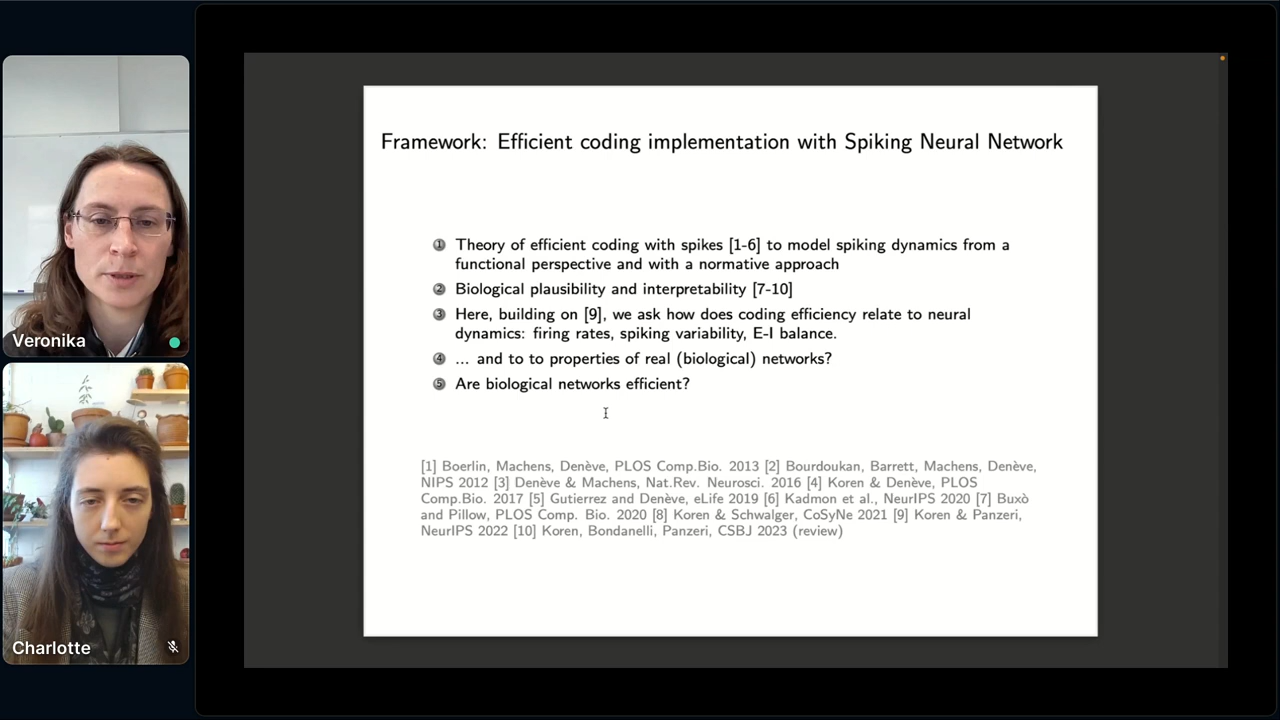 Veronika
Charlotte
Framework: Efficient coding implementation with Spiking Neural Network
1 Theory of efficient coding with spikes [1-6] to model spiking dynamics from a
functional perspective and with a normative approach
2 Biological plausibility and interpretability [7-10]
3 Here, building on [9], we ask how does coding efficiency relate to neural
dynamics: firing rates, spiking variability, E-I balance.
4 ... and to to properties of real (biological) networks?
5 Are biological networks efficient?
[1] Boerlin, Machens, Denève, PLOS Comp.Bio. 2013 [2] Bourdoukan, Barrett, Machens, Denève,
NIPS 2012 [3] Denève & Machens, Nat.Rev. Neurosci. 2016 [4] Koren & Denève, PLOS
Comp.Bio. 2017 [5] Gutierrez and Denève, eLife 2019 [6] Kadmon et al., NeurIPS 2020 [7] Buxò
and Pillow, PLOS Comp. Bio. 2020 [8] Koren & Schwalger, CoSyNe 2021 [9] Koren & Panzeri,
NeurIPS 2022 [10] Koren, Bondanelli, Panzeri, CSBJ 2023 (review)